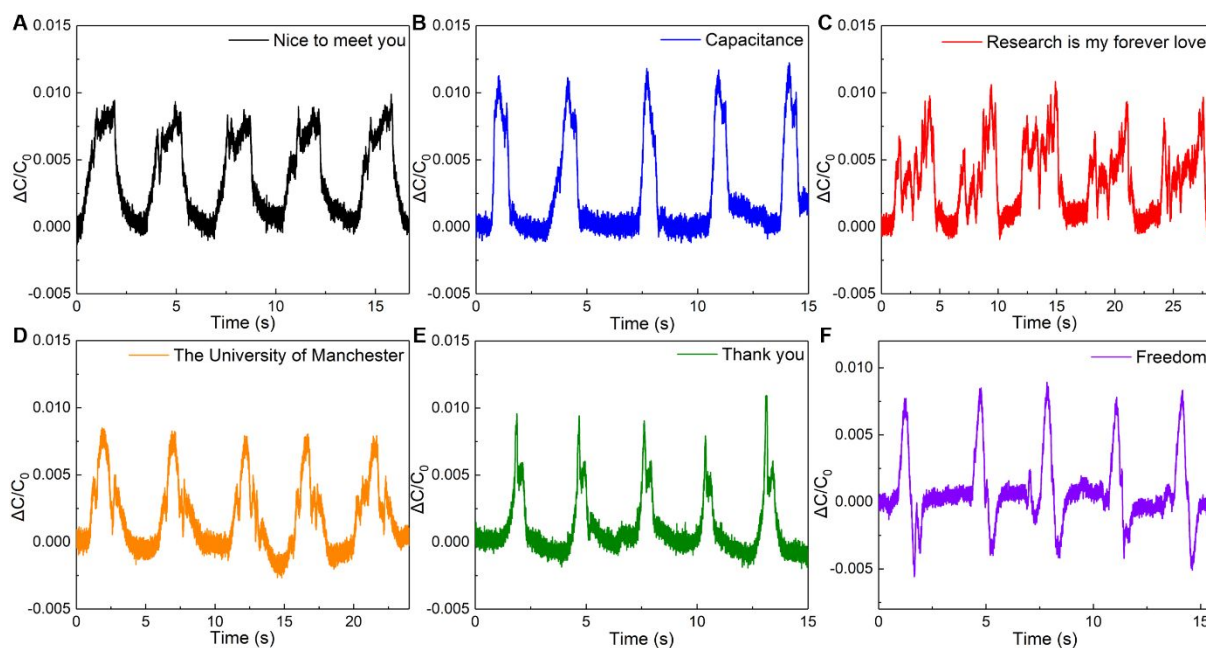 A
0.015
0.010
0.005
0.000
-0.005
ΔC/C₀
Nice to meet you
0
5
10
15
Time (s)
B
0.015
0.010
0.005
0.000
-0.005
ΔC/C₀
Capacitance
0
5
10
15
Time (s)
C
0.015
0.010
0.005
0.000
-0.005
ΔC/C₀
Research is my forever love
0
5
10
15
20
25
Time (s)
D
0.015
0.010
0.005
0.000
-0.005
ΔC/C₀
The University of Manchester
0
5
10
15
20
Time (s)
E
0.015
0.010
0.005
0.000
-0.005
ΔC/C₀
Thank you
0
5
10
15
Time (s)
F
0.010
0.005
0.000
-0.005
ΔC/C₀
Freedom
0
5
10
15
Time (s)